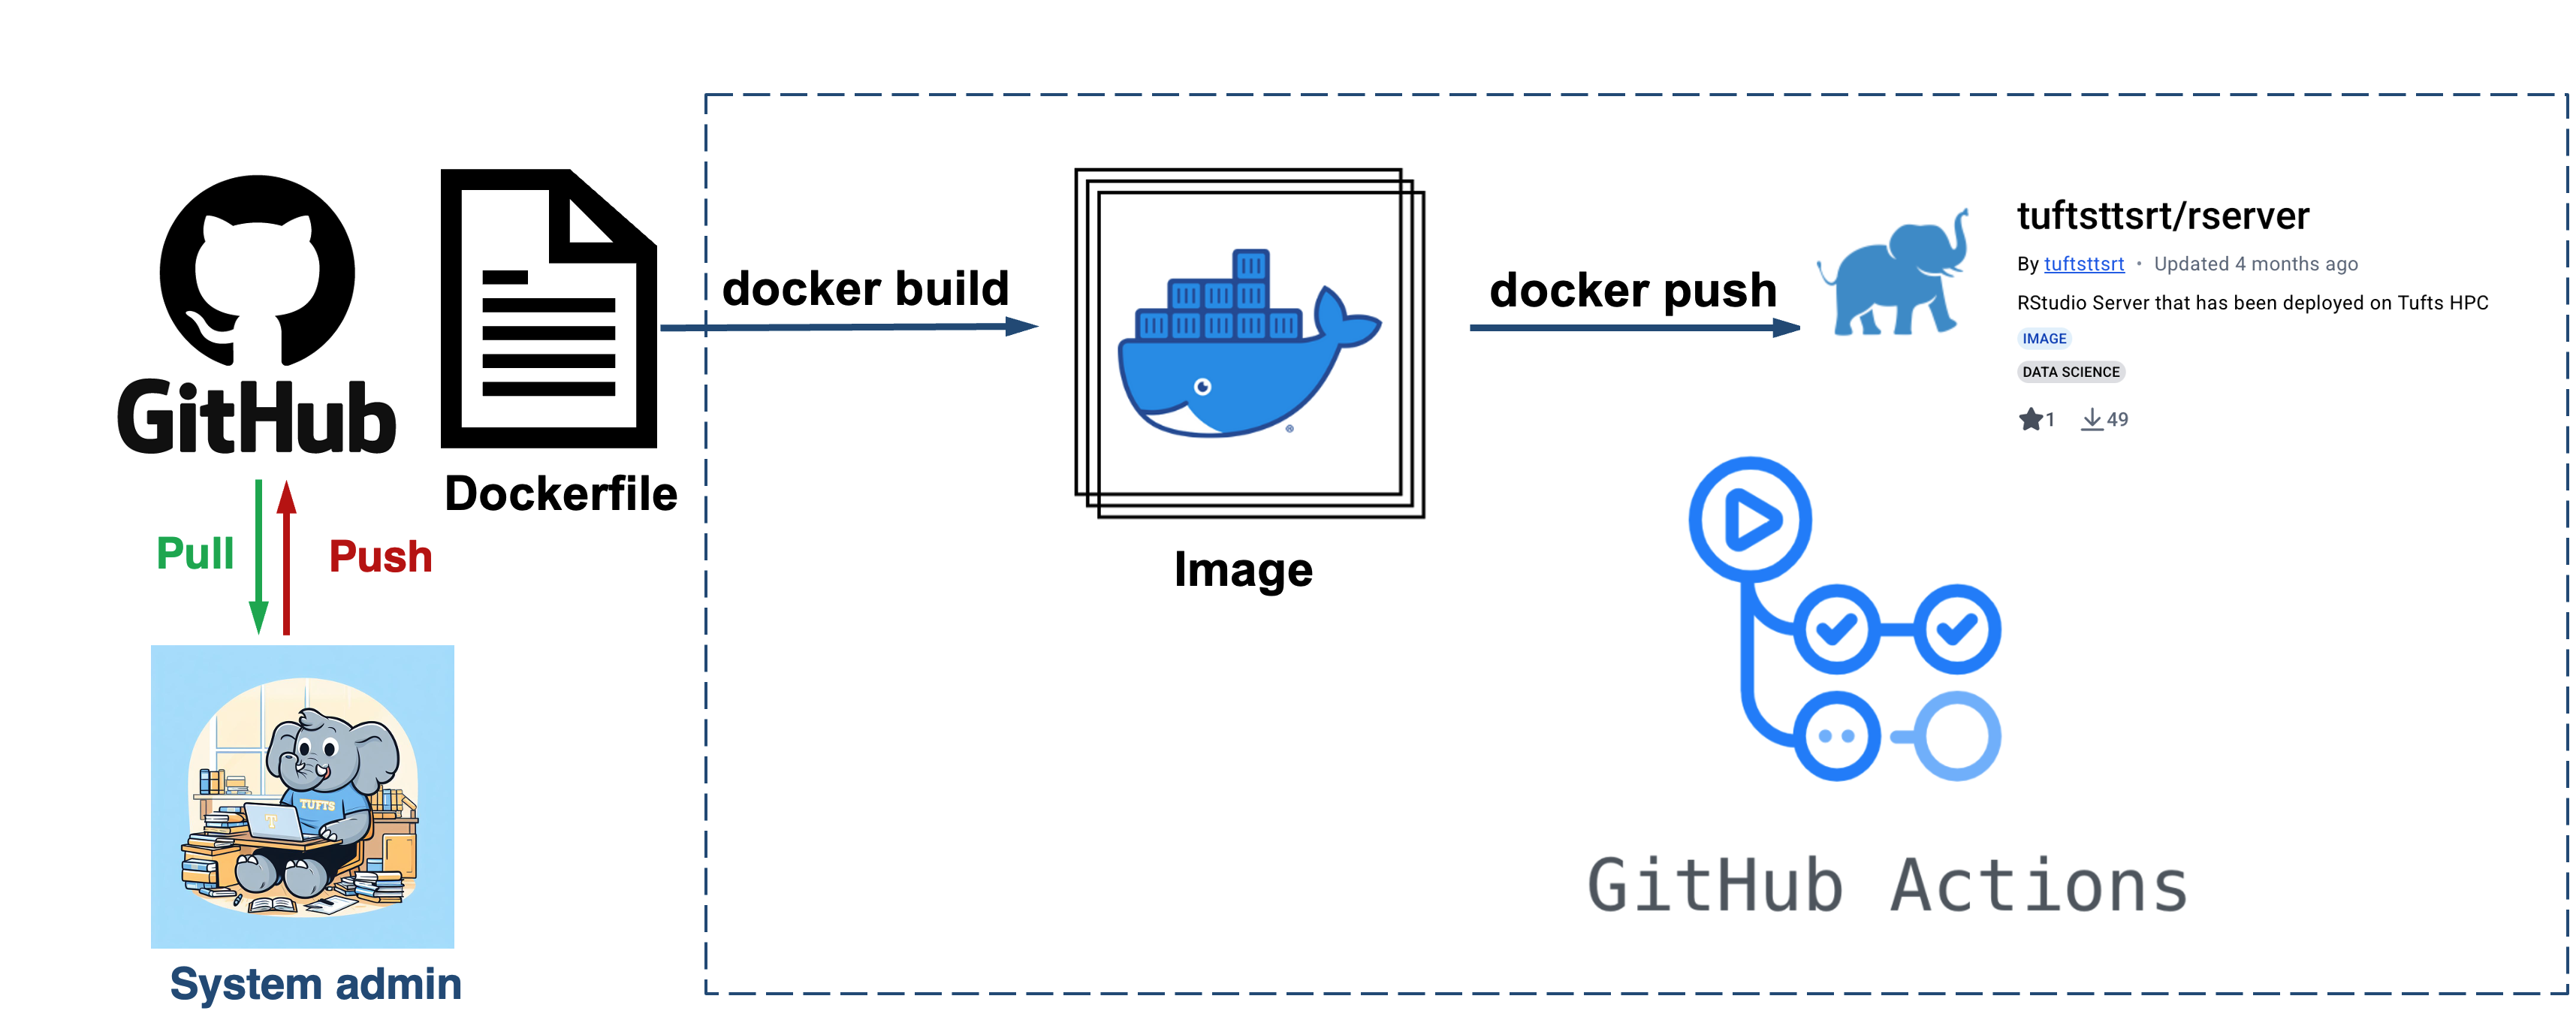 GitHub
Dockerfile
Pull
Push
TUFTS
T
System admin
docker build
®
Image
docker push
tuftsttsrt/rserver
By tuftsttsrt • Updated 4 months ago
RStudio Server that has been deployed on Tufts HPC
IMAGE
DATA SCIENCE
1 49
GitHub Actions